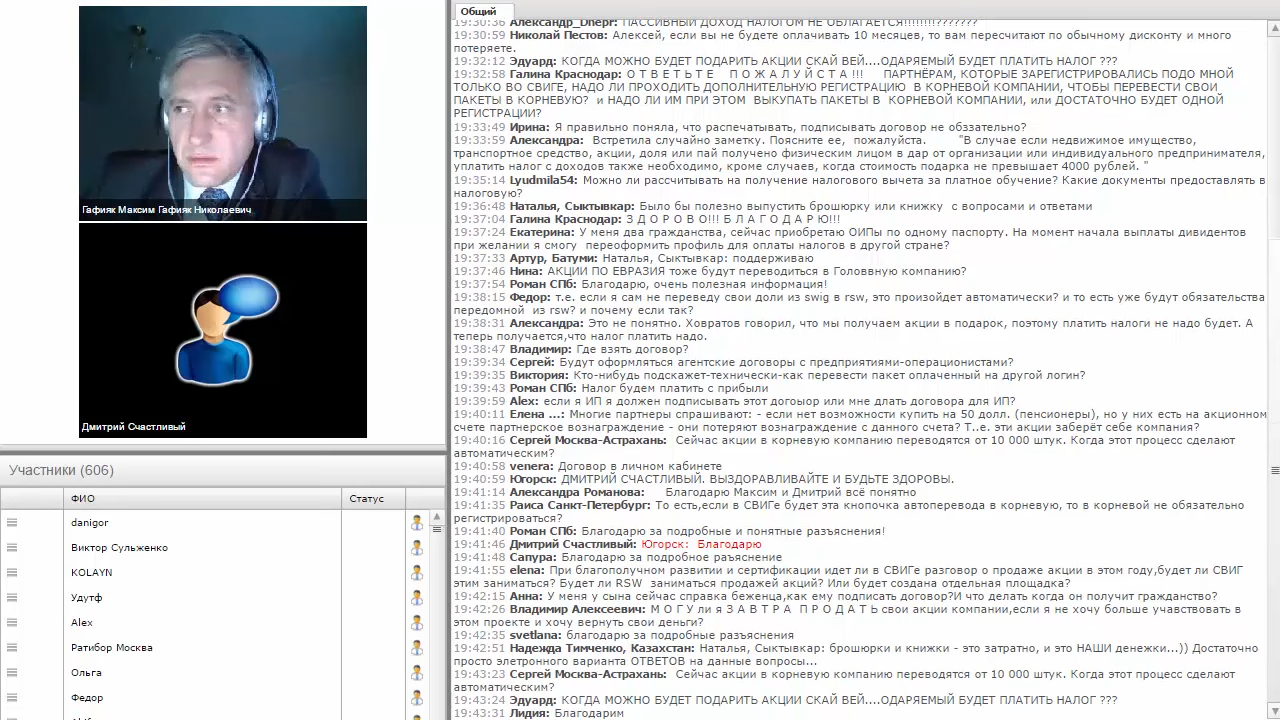 Гафияк Максим Гафияк Николаевич
Дмитрий Счастливый
Участники (606)
ФИО
Статус
danigor
Виктор Сульженко
KOLAYN
Удутф
Alex
Ратибор Москва
Ольга
Федор
Общий
19:30:36 Александр_Dнepr: ПАССИВНЫЙ ДОХОД НАЛОГОМ НЕ ОБЛАГАЕТСЯ!!!!!!!!???????
19:30:59 Николай Пестов: Алексей, если вы не будете оплачивать 10 месяцев, то вам пересчитают по обычному дисконту и много
потеряете.
19:32:12 Эдуард: КОГДА МОЖНО БУДЕТ ПОДАРИТЬ АКЦИИ СКАЙ ВЕЙ....ОДАРЯЕМЫЙ БУДЕТ ПЛАТИТЬ НАЛОГ ???
19:32:58 Галина Краснодар: О Т В Е Т Ь Т Е П О Ж А Л У Й С Т А !!! ПАРТНЁРАМ, КОТОРЫЕ ЗАРЕГИСТРИРОВАЛИСЬ ПОДО МНОЙ
ТОЛЬКО ВО СВИГЕ, НАДО ЛИ ПРОХОДИТЬ ДОПОЛНИТЕЛЬНУЮ РЕГИСТРАЦИЮ В КОРНЕВОЙ КОМПАНИИ, ЧТОБЫ ПЕРЕВЕСТИ СВОИ
ПАКЕТЫ В КОРНЕВУЮ? и НАДО ЛИ ИМ ПРИ ЭТОМ ВЫКУПАТЬ ПАКЕТЫ В КОРНЕВОЙ КОМПАНИИ, или ДОСТАТОЧНО БУДЕТ ОДНОЙ
РЕГИСТРАЦИИ?
19:33:49 Ирина: Я правильно поняла, что распечатывать, подписывать договор не обззательно?
19:33:59 Александра: Встретила случайно заметку. Поясните ее, пожалуйста. "В случае если недвижимое имущество,
транспортное средство, акции, доля или пай получено физическим лицом в дар от организации или индивидуального предпринимателя,
уплатить налог с доходов также необходимо, кроме случаев, когда стоимость подарка не превышает 4000 рублей. "
19:35:14 Lyudmila54: Можно ли рассчитывать на получение налогового вычета за платное обучение? Какие документы предоставлять в
налоговую?
19:36:48 Наталья, Сыктывкар: Было бы полезно выпустить брошюрку или книжку с вопросами и ответами
19:37:04 Галина Краснодар: З Д О Р О В О!!! Б Л А Г О Д А Р Ю!!!
19:37:24 Екатерина: У меня два гражданства, сейчас приобретаю ОИПы по одному паспорту. На момент начала выплаты дивидентов
при желании я смогу переоформить профиль для оплаты налогов в другой стране?
19:37:33 Артур, Батуми: Наталья, Сыктывкар: поддерживаю
19:37:46 Нина: АКЦИИ ПО ЕВРАЗИЯ тоже будут переводиться в Головвную компанию?
19:37:54 Роман СПб: Благодарю, очень полезная информация!
19:38:15 Федор: т.е. если я сам не переведу свои доли из swig в rsw, это произойдет автоматически? и то есть уже будут обязательства
передомной из rsw? и почему если так?
19:38:31 Александра: Это не понятно. Ховратов говорил, что мы получаем акции в подарок, поэтому платить налоги не надо будет. А
теперь получается,что налог платить надо.
19:38:47 Владимир: Где взять договор?
19:39:34 Сергей: Будут оформляться агентские договоры с предприятиями-операционистами?
19:39:35 Виктория: Кто-нибудь подскажет-технически-как перевести пакет оплаченный на другой логин?
19:39:43 Роман СПб: Налог будем платить с прибыли
19:39:59 Alex: если я ИП я должен подписывать этот догоыор или мне длать договора для ИП?
19:40:11 Елена ...: Многие партнеры спрашивают: - если нет возможности купить на 50 долл. (пенсионеры), но у них есть на акционном
счете партнерское вознаграждение - они потеряют вознаграждение с данного счета? Т..е. эти акции заберёт себе компания?
19:40:16 Сергей Москва-Астрахань: Сейчас акции в корневую компанию переводятся от 10 000 штук. Когда этот процесс сделают
автоматическим?
19:40:58 venera: Договор в личном кабинете
19:40:59 Югорск: ДМИТРИЙ СЧАСТЛИВЫЙ. ВЫЗДОРАВЛИВАЙТЕ И БУДЬТЕ ЗДОРОВЫ.
19:41:14 Александра Романова: Благодарю Максим и Дмитрий всё понятно
19:41:35 Раиса Санкт-Петербург: То есть,если в СВИГе будет эта кнопочка автоперевода в корневую, то в корневой не обязательно
регистрироваться?
19:41:40 Роман СПб: Благодарю за подробные и понятные разъяснения!
19:41:46 Дмитрий Счастливый: Югорск: Благодарю
19:41:48 Сапура: Благодарю за подробное разъяснение
19:41:55 elena: При благополучном развитии и сертификации идет ли в СВИГе разговор о продаже акции в этом году,будет ли СВИГ
этим заниматься? Будет ли RSW заниматься продажей акций? Или будет создана отдельная площадка?
19:42:15 Анна: У меня у сына сейчас справка беженца,как ему подписать договор?И что делать когда он получит гражданство?
19:42:26 Владимир Алексеевич: М О Г У ли я З А В Т Р А П Р О Д А Т Ь свои акции компании,если я не хочу больше учавствовать в
этом проекте и хочу вернуть свои деньги?
19:42:35 svetlana: благодарю за подробные разъяснения
19:42:51 Надежда Тимченко, Казахстан: Наталья, Сыктывкар: брошюрки и книжки - это затратно, и это НАШИ денежки...)) Достаточно
просто элетронного варианта ОТВЕТОВ на данные вопросы...
19:43:23 Сергей Москва-Астрахань: Сейчас акции в корневую компанию переводятся от 10 000 штук. Когда этот процесс сделают
автоматическим?
19:43:24 Эдуард: КОГДА МОЖНО БУДЕТ ПОДАРИТЬ АКЦИИ СКАЙ ВЕЙ....ОДАРЯЕМЫЙ БУДЕТ ПЛАТИТЬ НАЛОГ ???
19:43:31 Лидия: Благодарим